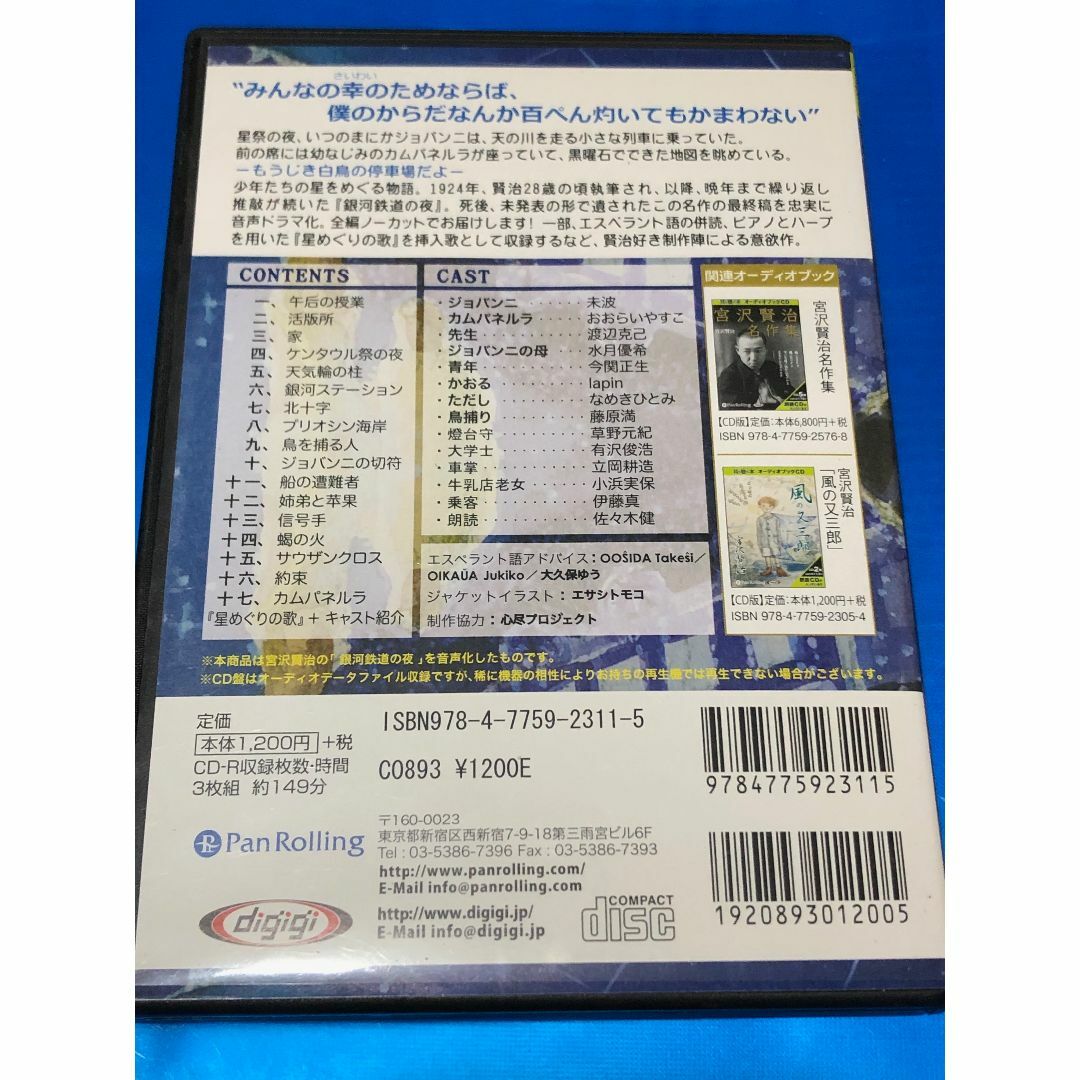 さいわい
“みんなの幸のためならば、
僕のからだなんか百ぺん灼いてもかまわない”
星祭の夜、いつのまにかジョバンニは、天の川を走る小さな列車に乗っていた。
前の席には幼なじみのカムパネルラが座っていて、黒曜石でできた地図を眺めている。
－もうじき白鳥の停車場だよ－
少年たちの星をめぐる物語。1924年、賢治28歳の頃執筆され、以降、晩年まで繰り返し
推敲が続いた『銀河鉄道の夜』。死後、未発表の形で遺されたこの名作の最終稿を忠実に
音声ドラマ化。全編ノーカットでお届けします！一部、エスペラント語の併読、ピアノとハープ
を用いた『星めぐりの歌』を挿入歌として収録するなど、賢治好き制作陣による意欲作。
CONTENTS
一、午后の授業
二、活版所
三、家
四、ケンタウル祭の夜
五、天気輪の柱
六、銀河ステーション
七、北十字
八、プリオシン海岸
九、鳥を捕る人
十、ジョバンニの切符
十一、船の遭難者
十二、姉弟と苹果
十三、信号手
十四、蝎の火
十五、サウザンクロス
十六、約束
十七、カムパネルラ
『星めぐりの歌』＋ キャスト紹介
CAST
・ジョバンニ・・・・・・未波
・カムパネルラ・・・・おおらいやすこ
・先生・・・・・・・・・・渡辺克己
・ジョバンニの母・・・水月優希
・青年・・・・・・・・・・今関正生
・かおる・・・・・・・・lapin
・ただし・・・・・・・・なめきひとみ
・鳥捕り・・・・・・・・藤原満
・燈台守・・・・・・・・草野元紀
・大学士・・・・・・・・有沢俊浩
・車掌・・・・・・・・・・立岡耕造
・牛乳店老女・・・・・小浜実保
・乗客・・・・・・・・・・伊藤真
・朗読・・・・・・・・・・佐々木健
エスペラント語アドバイス：OOŜIDA Takeŝi／
OIKAŬA Jukiko／大久保ゆう
ジャケットイラスト：エサシトモコ
制作協力：心尽プロジェクト
関連オーディオブック
宮沢賢治
名作集
PanRolling
宮沢賢治名作集
【CD版】定価：本体6,800円＋税
ISBN 978-4-7759-2576-8
風の又三郎
宮沢賢治
「風の又三郎」
【CD版】定価：本体1,200円＋税
ISBN 978-4-7759-2305-4
※本商品は宮沢賢治の「銀河鉄道の夜」を音声化したものです。
※CD盤はオーディオデータファイル収録ですが、稀に機器の相性によりお持ちの再生機では再生できない場合がございます。
定価
本体1,200円＋税
CD-R収録枚数・時間
3枚組 約149分
ISBN978-4-7759-2311-5
C0893 ¥1200E
9784775923115
PanRolling
〒160-0023
東京都新宿区西新宿7-9-18第三雨宮ビル6F
Tel：03-5386-7396 Fax：03-5386-7393
http://www.panrolling.com/
E-Mail info@panrolling.com
digigi
http://www.digigi.jp/
E-Mail info@digigi.jp
COMPACT
disc
1920893012005